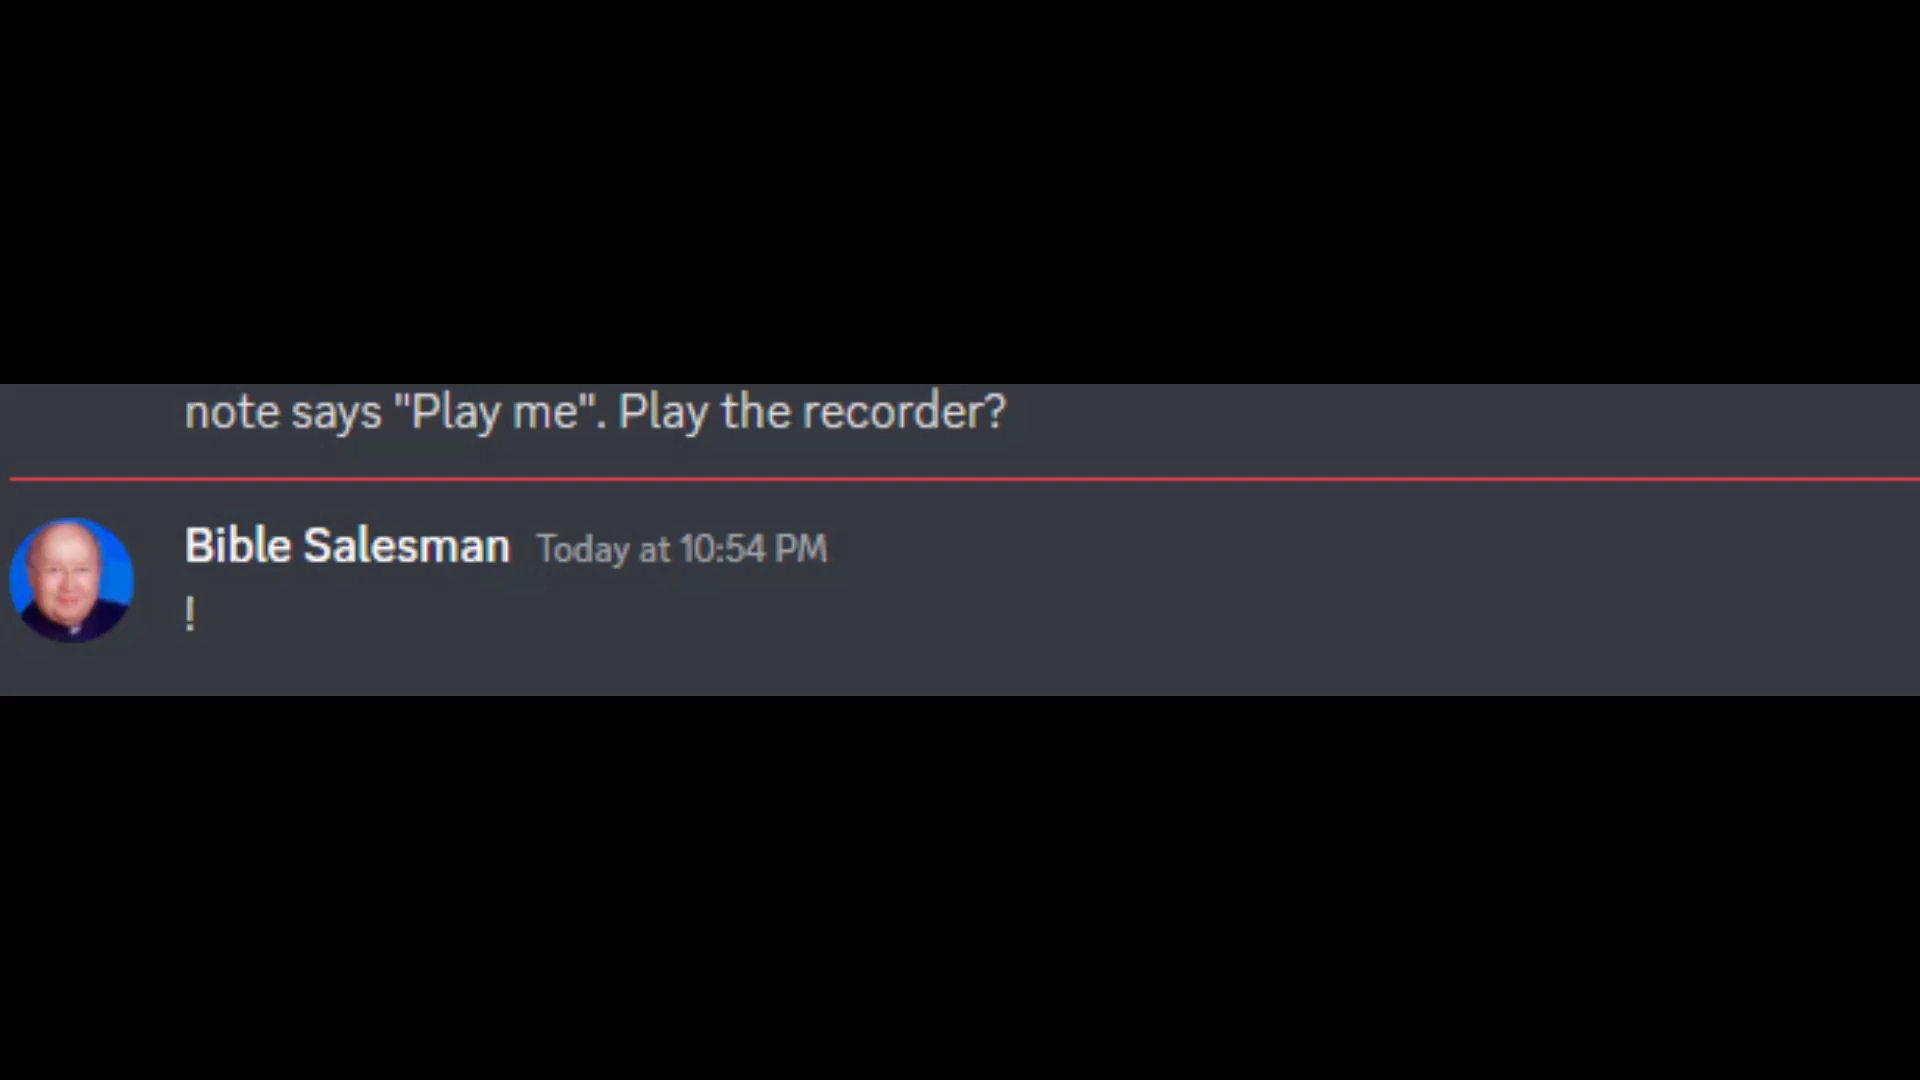 note says "Play me". Play the recorder?
Bible Salesman Today at 10:54 PM
!